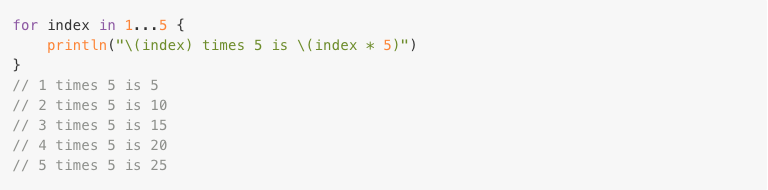 for index in 1...5 {
    println("\(index) times 5 is \(index * 5)")
}
// 1 times 5 is 5
// 2 times 5 is 10
// 3 times 5 is 15
// 4 times 5 is 20
// 5 times 5 is 25